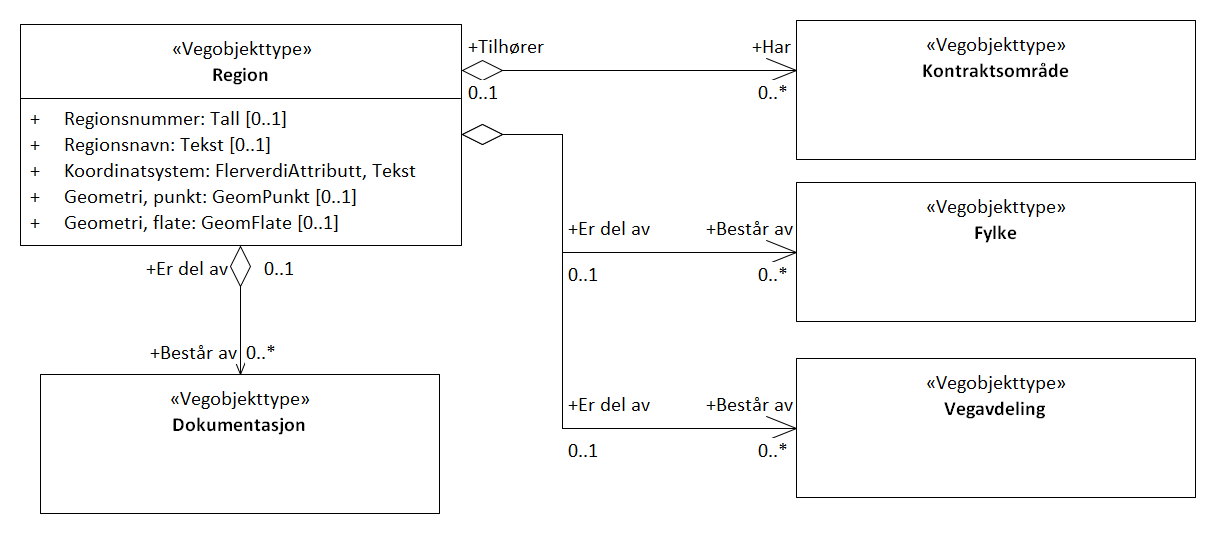 «Vegobjekttype»
Region
+ Regionsnummer: Tall [0..1]
+ Regionsnavn: Tekst [0..1]
+ Koordinatsystem: FlerverdiAttributt, Tekst
+ Geometri, punkt: GeomPunkt [0..1]
+ Geometri, flate: GeomFlate [0..1]
+Tilhører
+Har
0..1
0..*
«Vegobjekttype»
Kontraktsområde
+Er del av
+Består av
0..1
0..*
«Vegobjekttype»
Fylke
+Er del av
+Består av
0..1
0..*
«Vegobjekttype»
Vegavdeling
+Er del av
0..1
+Består av
0..*
«Vegobjekttype»
Dokumentasjon